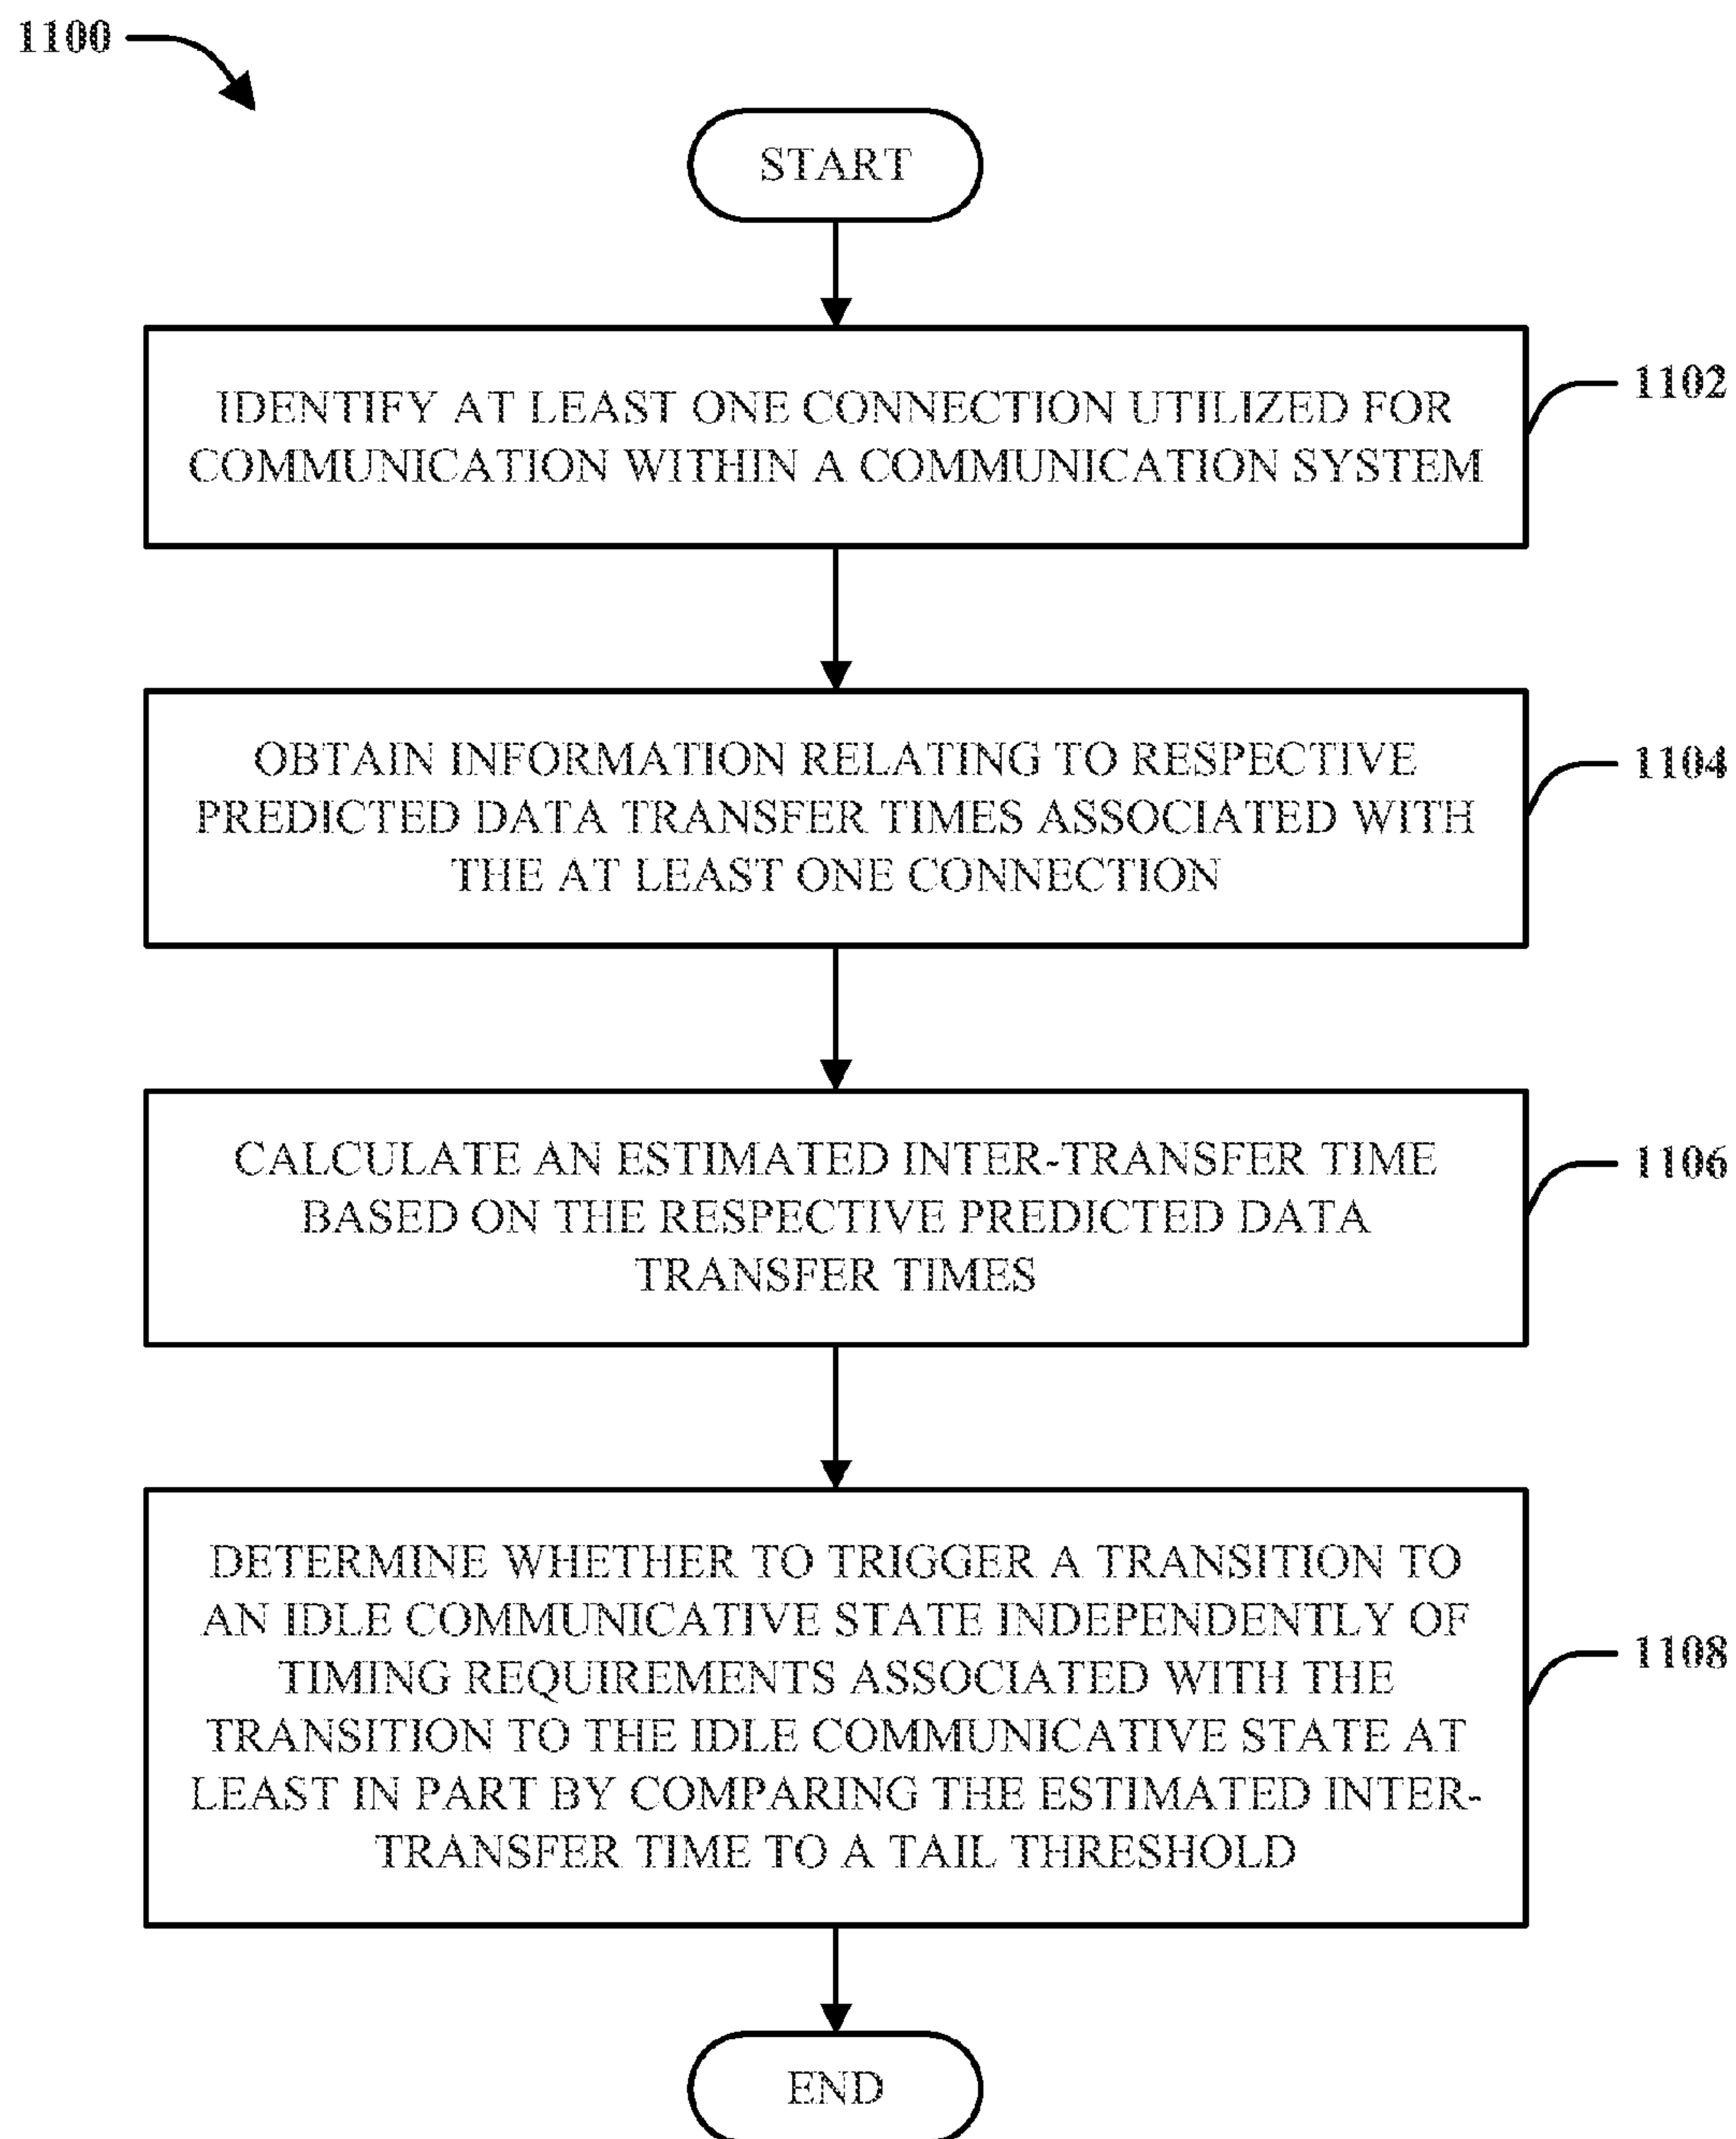 1100
START
IDENTIFY AT LEAST ONE CONNECTION UTILIZED FOR
COMMUNICATION WITHIN A COMMUNICATION SYSTEM
1102
OBTAIN INFORMATION RELATING TO RESPECTIVE
PREDICTED DATA TRANSFER TIMES ASSOCIATED WITH
THE AT LEAST ONE CONNECTION
1104
CALCULATE AN ESTIMATED INTER-TRANSFER TIME
BASED ON THE RESPECTIVE PREDICTED DATA
TRANSFER TIMES
1106
DETERMINE WHETHER TO TRIGGER A TRANSITION TO
AN IDLE COMMUNICATIVE STATE INDEPENDENTLY OF
TIMING REQUIREMENTS ASSOCIATED WITH THE
TRANSITION TO THE IDLE COMMUNICATIVE STATE AT
LEAST IN PART BY COMPARING THE ESTIMATED INTER-
TRANSFER TIME TO A TAIL THRESHOLD
1108
END